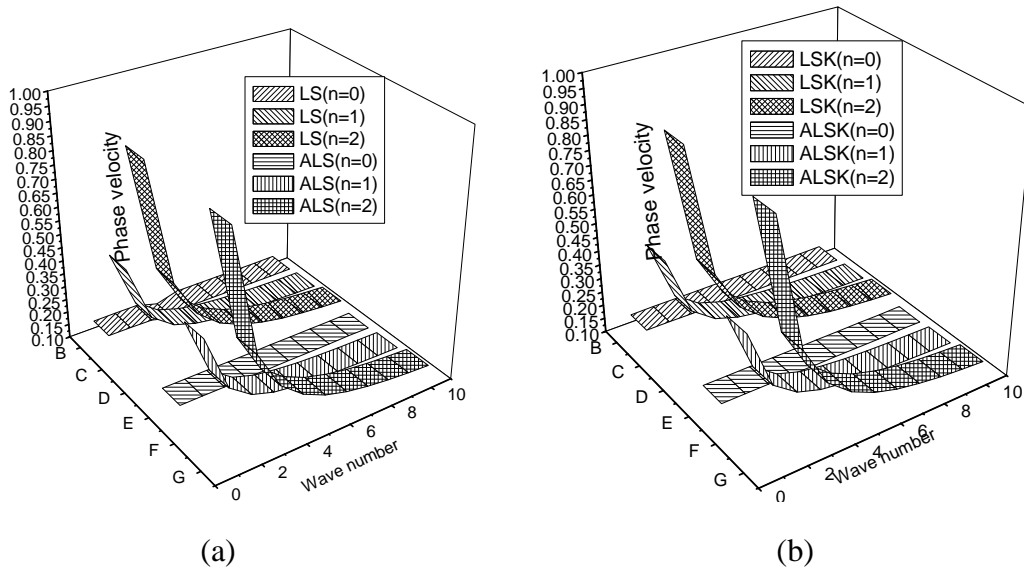 1.00
0.95
0.90
0.85
0.80
0.75
0.70
0.65
0.60
0.55
0.50
0.45
0.40
0.35
0.30
0.25
0.20
0.15
0.10
Phase velocity
LS(n=0)
LS(n=1)
LS(n=2)
ALS(n=0)
ALS(n=1)
ALS(n=2)
B
C
D
E
F
G
0
2
4
6
8
10
Wave number
(a)
1.00
0.95
0.90
0.85
0.80
0.75
0.70
0.65
0.60
0.55
0.50
0.45
0.40
0.35
0.30
0.25
0.20
0.15
0.10
Phase velocity
LSK(n=0)
LSK(n=1)
LSK(n=2)
ALSK(n=0)
ALSK(n=1)
ALSK(n=2)
B
C
D
E
F
G
0
2
4
6
8
10
Wave number
(b)